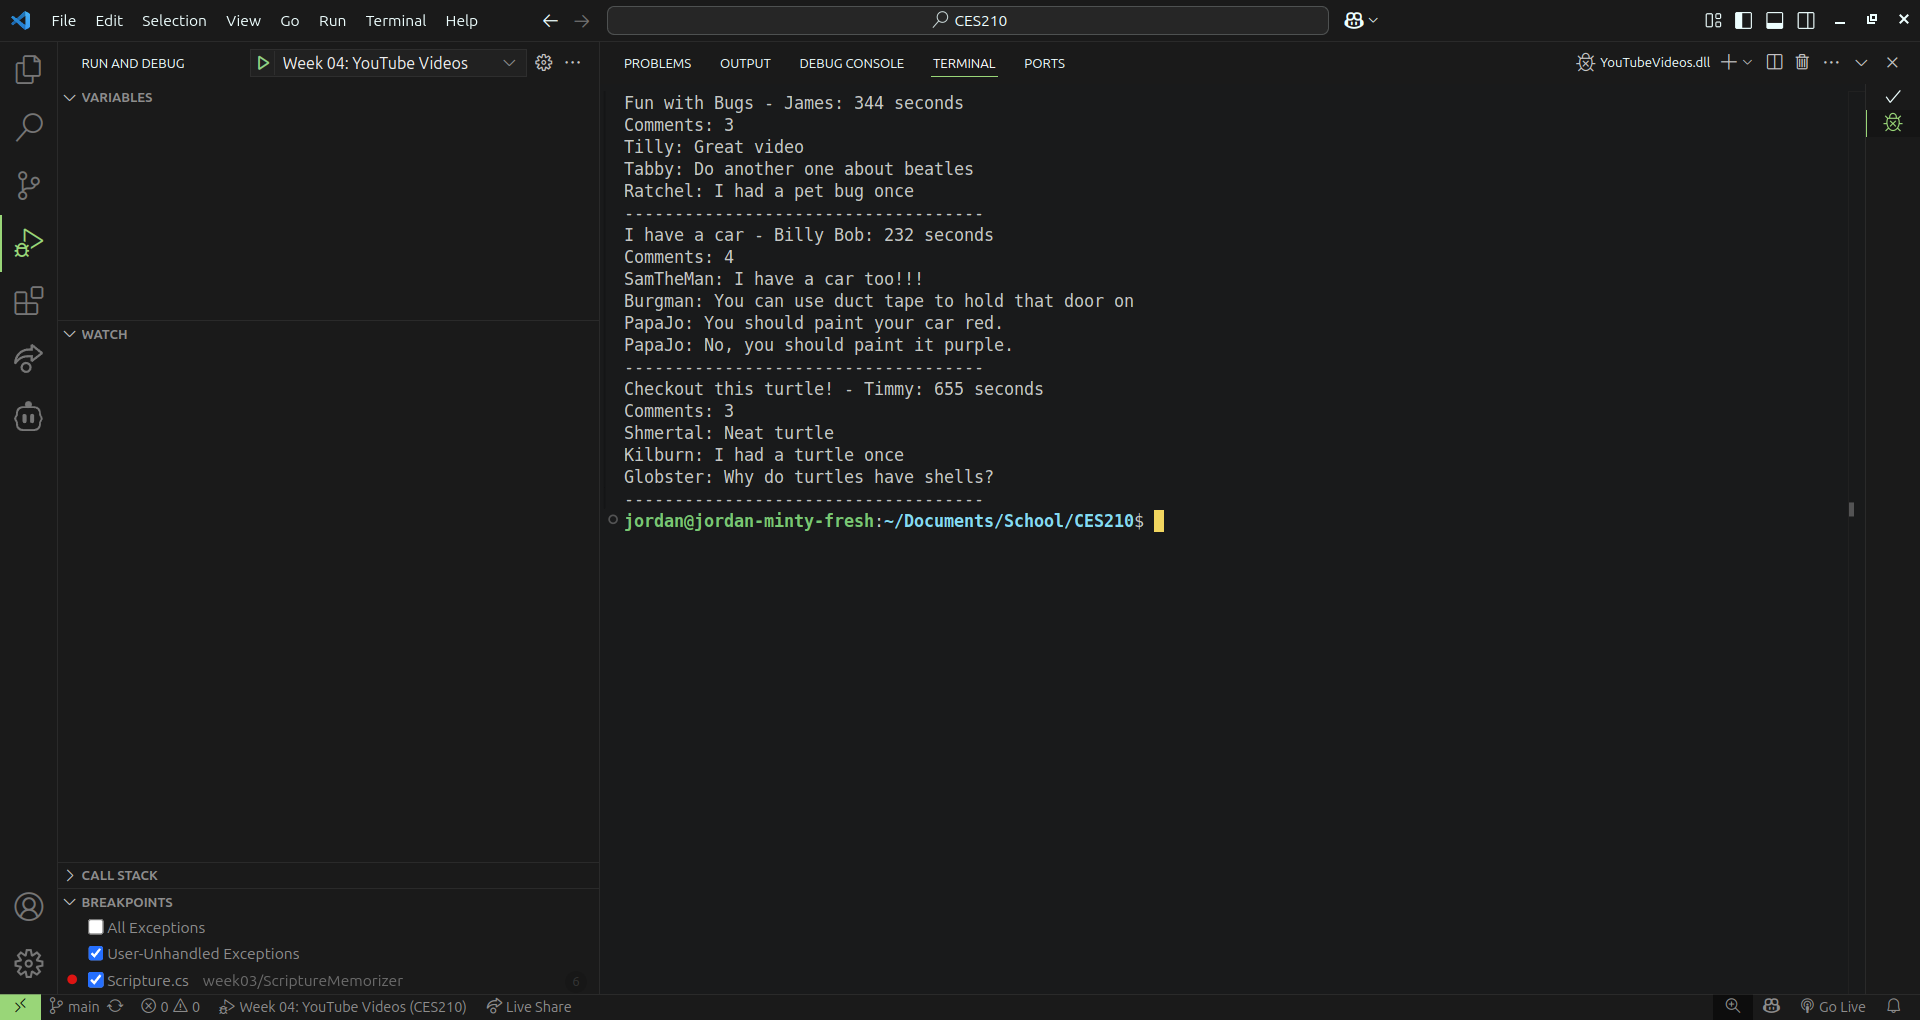 File Edit Selection View Go Run Terminal Help
CES210
RUN AND DEBUG
Week 04: YouTube Videos
PROBLEMS OUTPUT DEBUG CONSOLE TERMINAL PORTS
YouTubeVideos.dll
VARIABLES
Fun with Bugs - James: 344 seconds
Comments: 3
Tilly: Great video
Tabby: Do another one about beatles
Ratchel: I had a pet bug once
------------------------------------
I have a car - Billy Bob: 232 seconds
Comments: 4
SamTheMan: I have a car too!!!
Burgman: You can use duct tape to hold that door on
PapaJo: You should paint your car red.
PapaJo: No, you should paint it purple.
------------------------------------
Checkout this turtle! - Timmy: 655 seconds
Comments: 3
Shmertal: Neat turtle
Kilburn: I had a turtle once
Globster: Why do turtles have shells?
------------------------------------
jordan@jordan-minty-fresh:~/Documents/School/CES210$
WATCH
CALL STACK
BREAKPOINTS
All Exceptions
User-Unhandled Exceptions
Scripture.cs week03/ScriptureMemorizer 6
main 0 0 Week 04: YouTube Videos (CES210) Live Share
Go Live